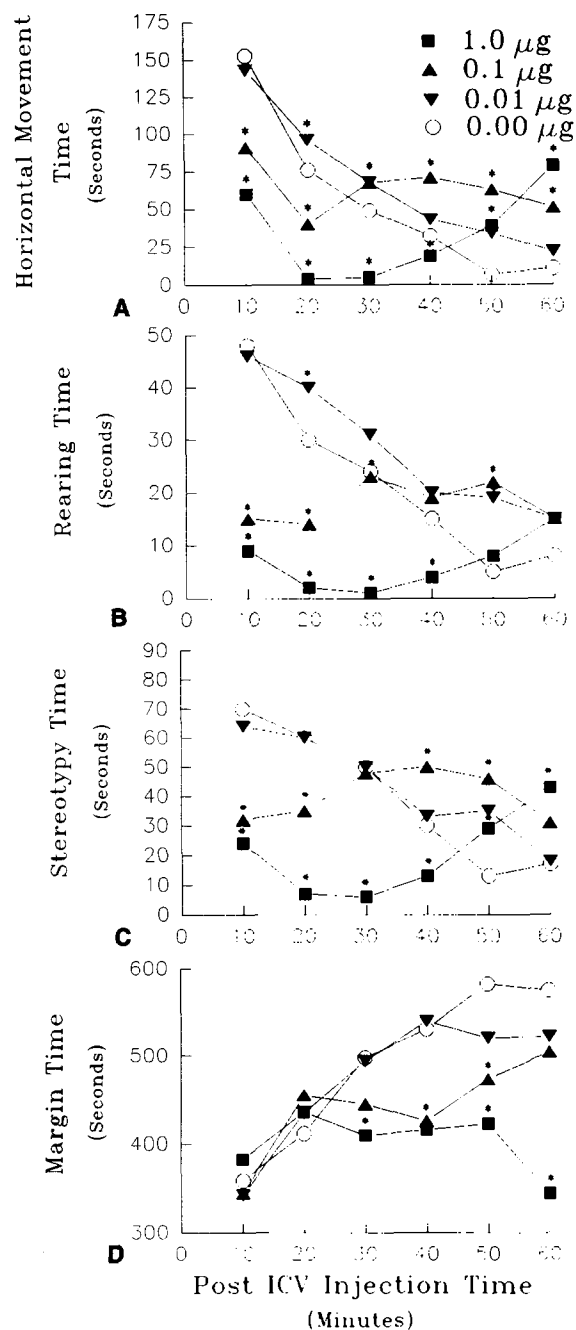 175
150
125
100
75
50
25
0
Horizontal Movement
Time
(Seconds)
1.0 µg
0.1 µg
0.01 µg
0.00 µg
* * * * * * * * * * * * * *
A
0 10 20 30 40 50 60
50
40
30
20
10
0
Rearing Time
(Seconds)
* * * * * * * * *
B
0 10 20 30 40 50 60
90
80
70
60
50
40
30
20
10
0
Stereotypy Time
(Seconds)
* * * * * * * * * *
C
0 10 20 30 40 50 60
600
500
400
300
Margin Time
(Seconds)
* * * * *
D
0 10 20 30 40 50 60
Post ICV Injection Time
(Minutes)